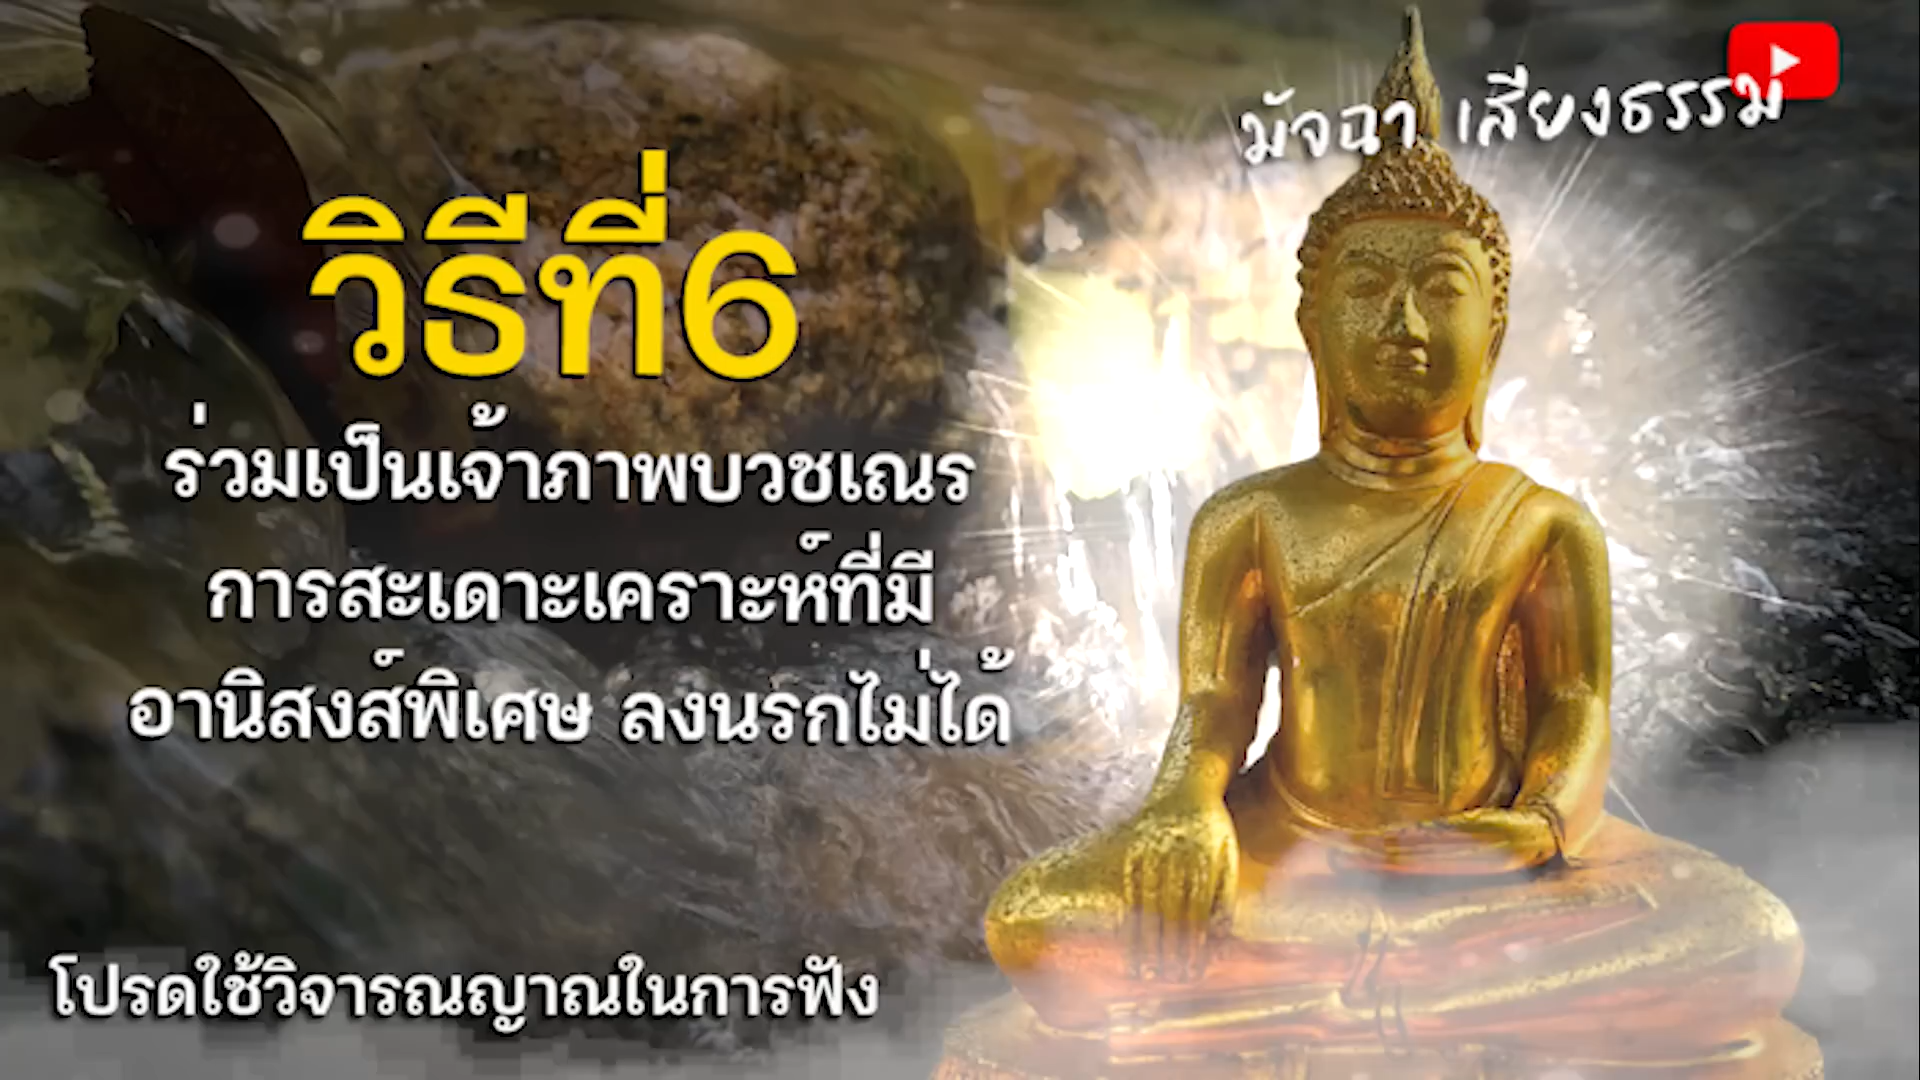 มัจฉา เสียงธรรม
วิธีที่6
ร่วมเป็นเจ้าภาพบวชเณร
การสะเดาะเคราะห์ที่มี
อานิสงส์พิเศษ ลงนรกไม่ได้
โปรดใช้วิจารณญาณในการฟัง